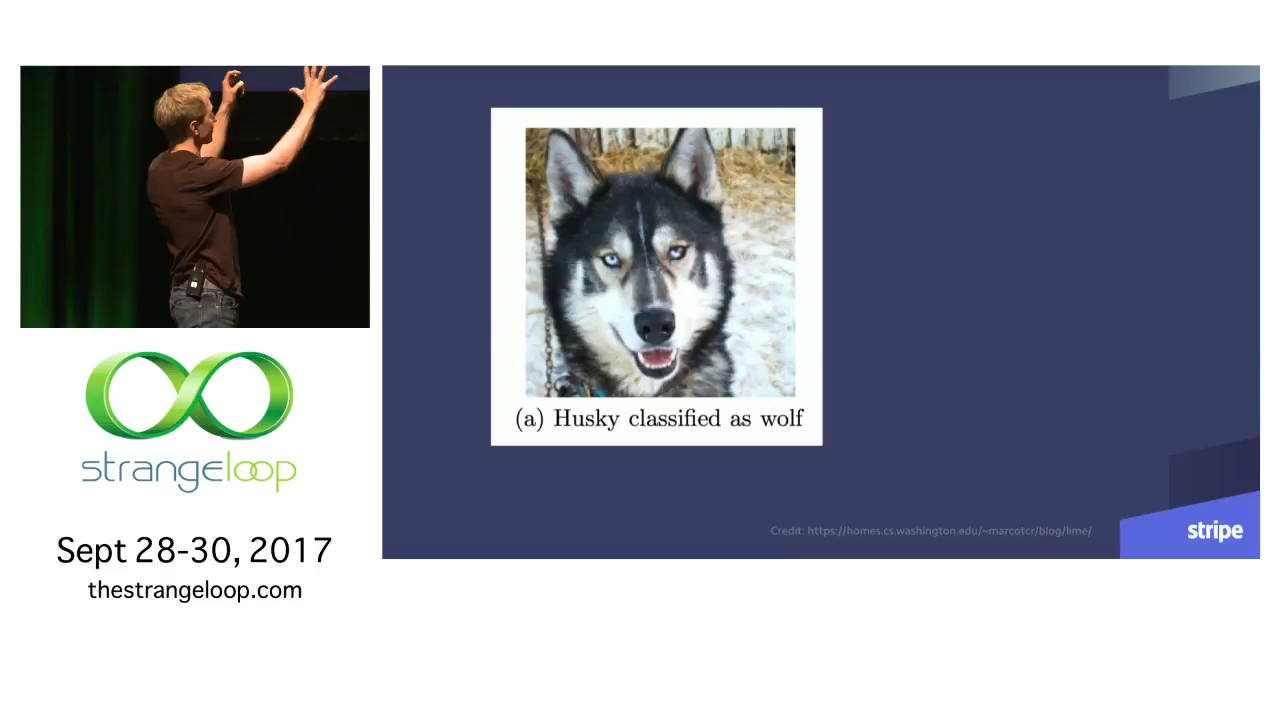 strangeloop
Sept 28-30, 2017
thestrangeloop.com
(a) Husky classified as wolf
Credit: https://homes.cs.washington.edu/~marcotcr/blog/lime/
stripe